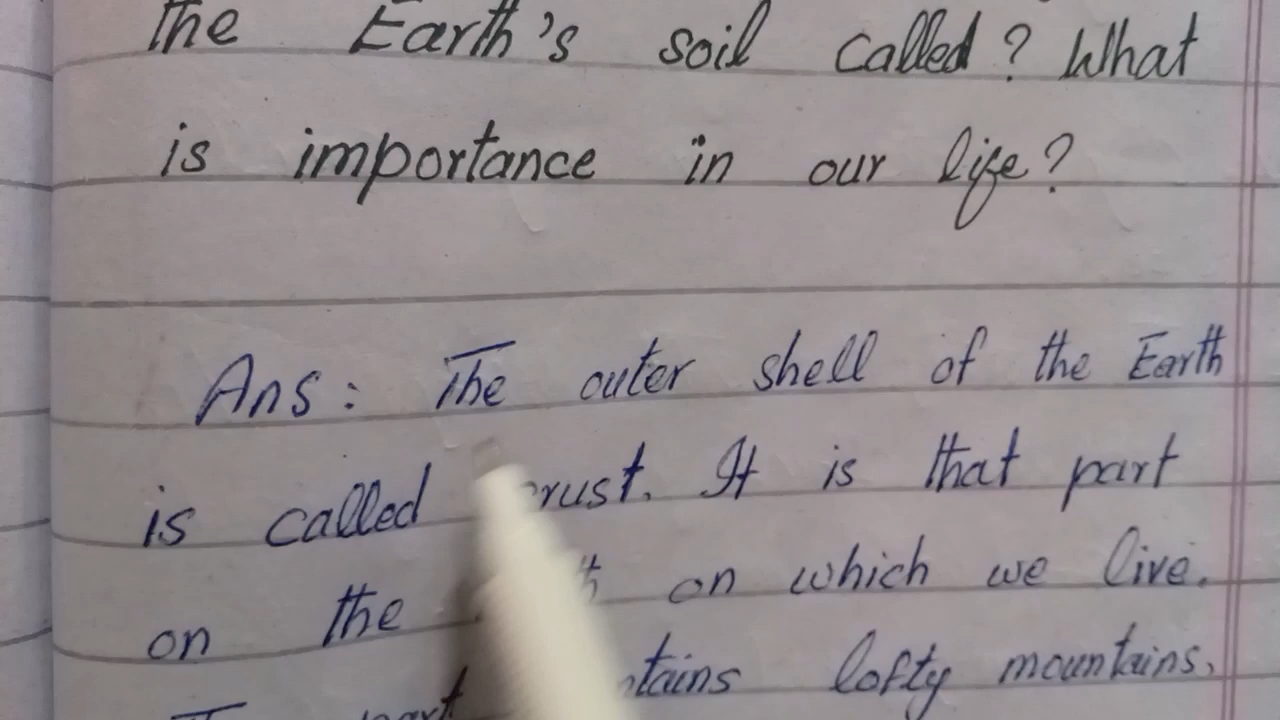 the Earth's soil called? What
is importance in our life?
Ans: The outer shell of the Earth
is called rust. It is that part
on the on which we live.
lofty mountains,